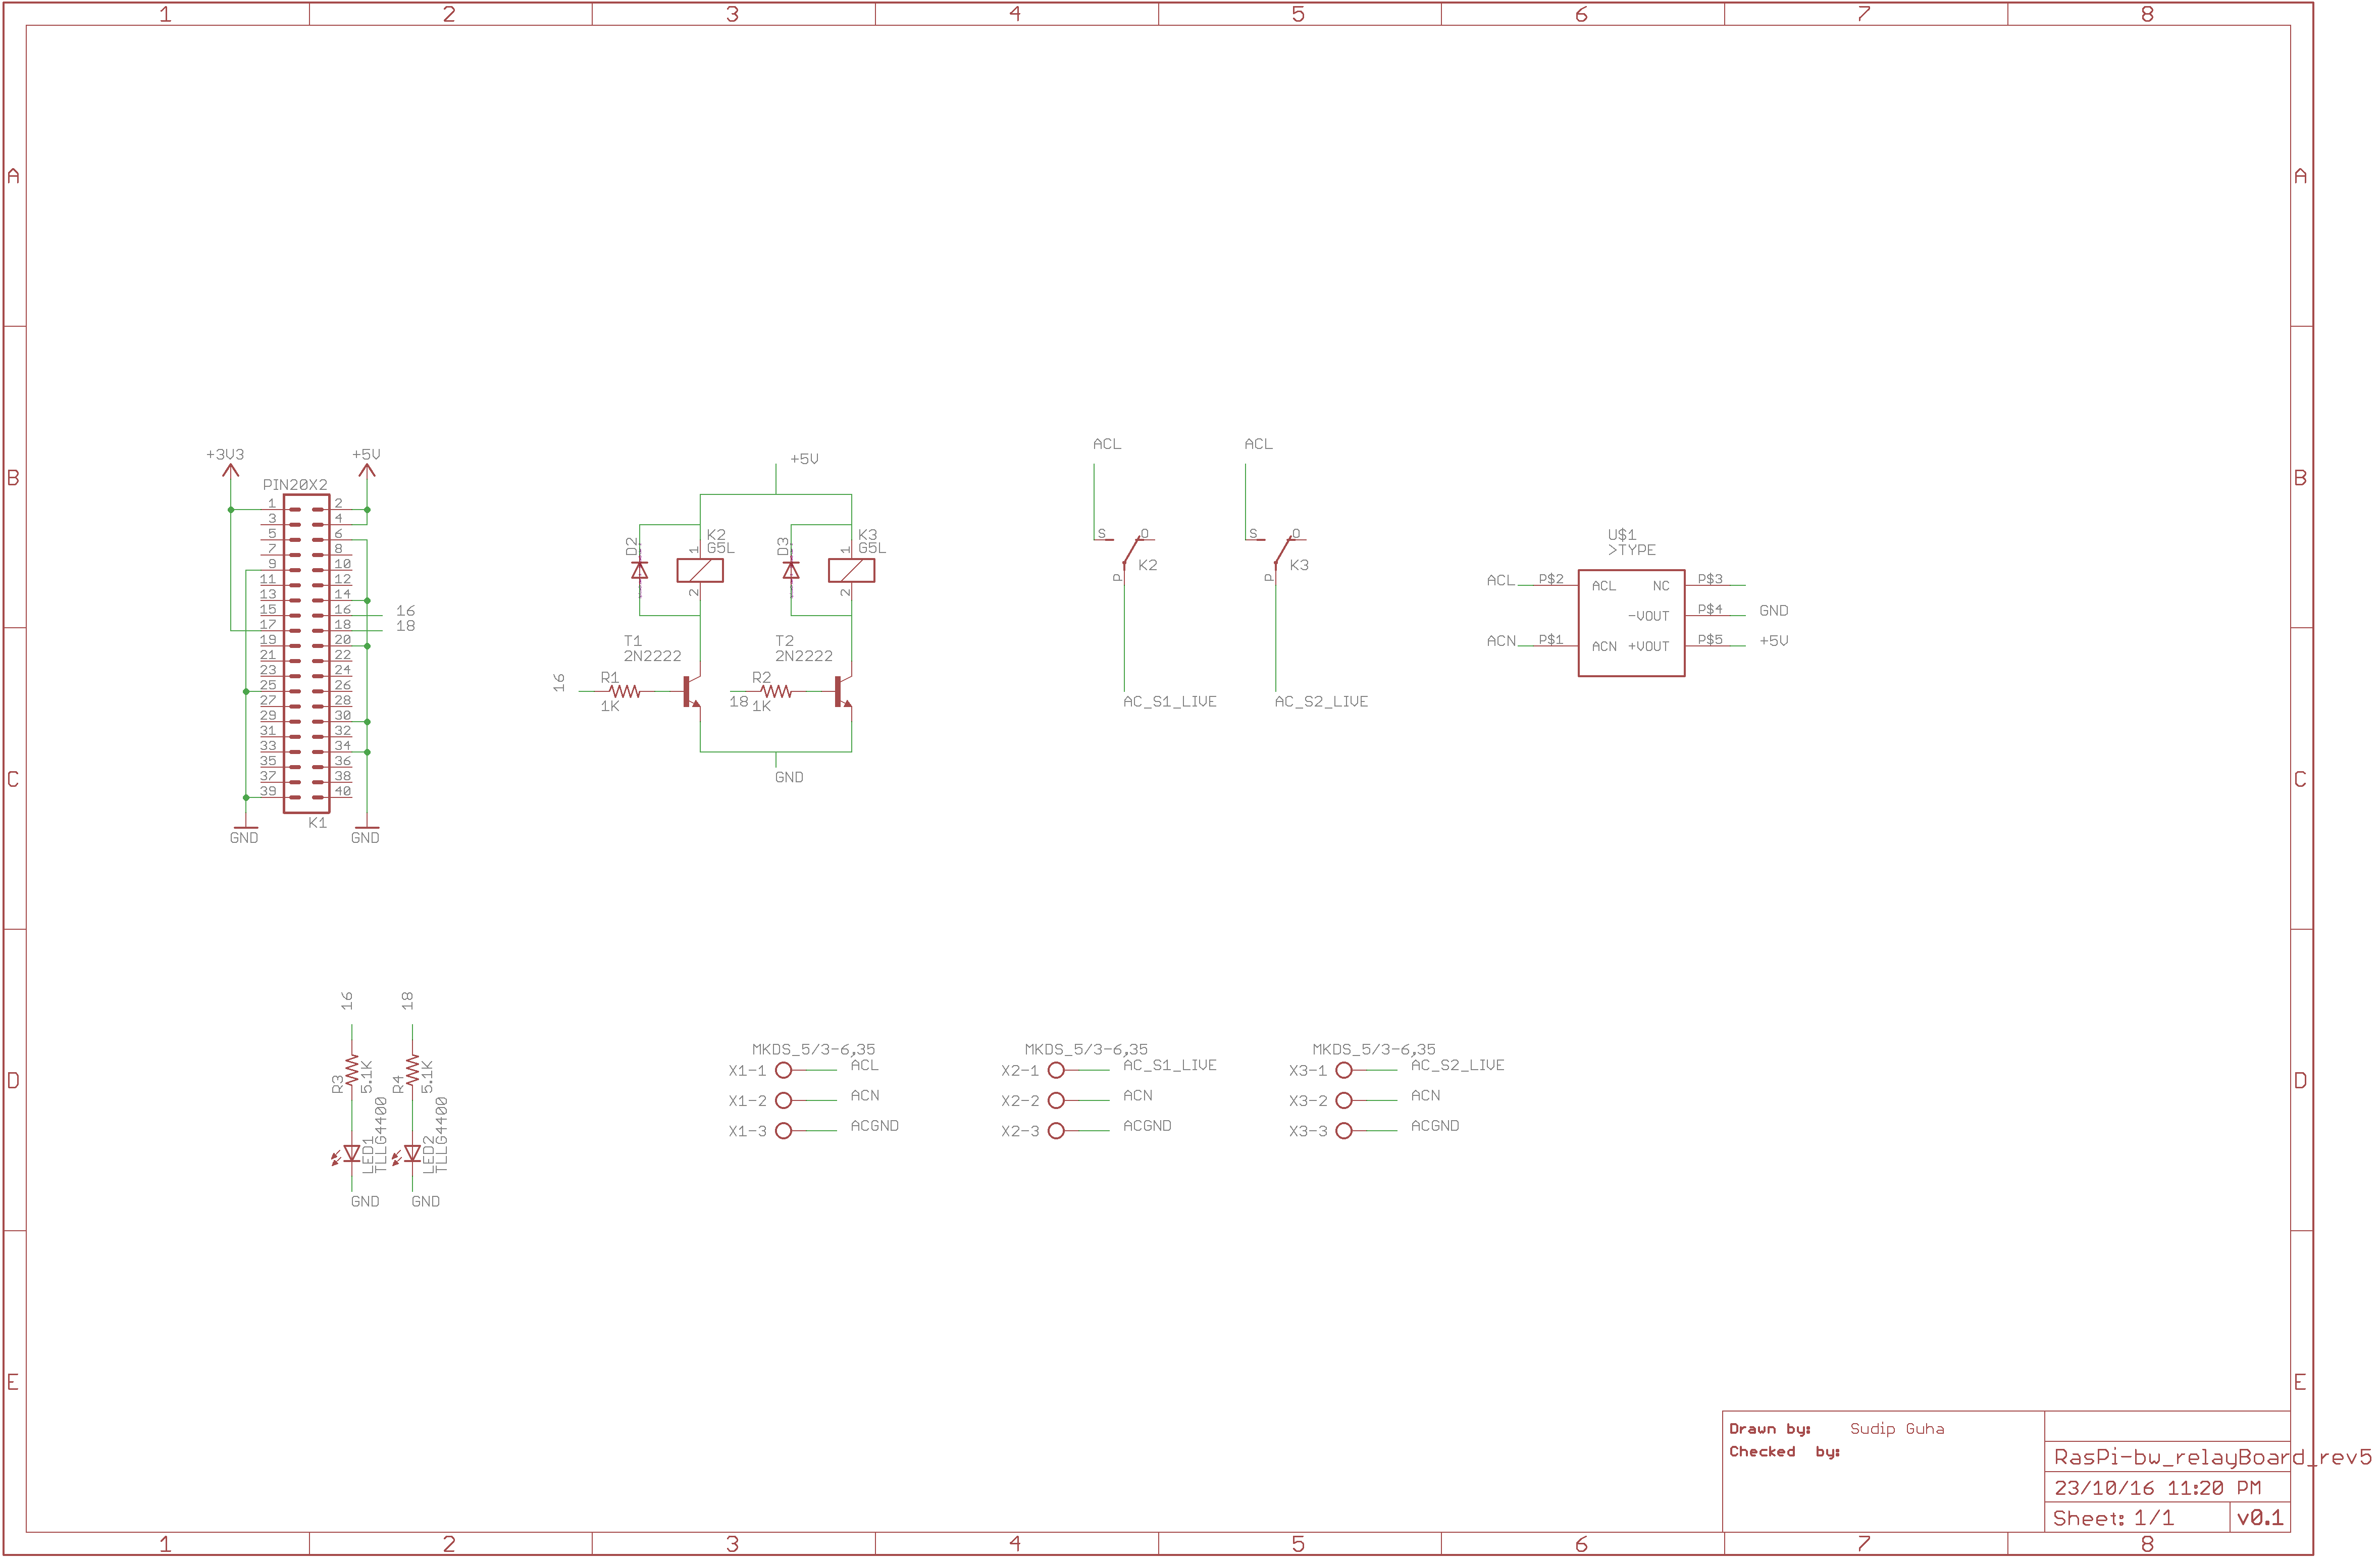 1 2 3 4 5 6 7 8
A A
B B
C C
D D
E E
+3V3 +5V
PIN20X2
1 2
3 4
5 6
7 8
9 10
11 12
13 14
15 16 16
17 18 18
19 20
21 22
23 24
25 26
27 28
29 30
31 32
33 34
35 36
37 38
39 40
K1
GND GND
+5V
D2 1 K2
G5L
2
D3 1 K3
G5L
2
T1
2N2222
T2
2N2222
16 R1
1K
18 R2
1K
GND
ACL ACL
S O
P K2
S O
P K3
AC_S1_LIVE AC_S2_LIVE
U$1
>TYPE
ACL P$2 ACL NC P$3
-VOUT P$4 GND
ACN P$1 ACN +VOUT P$5 +5V
16 18
R3 5.1K R4 5.1K
LED1 TLLG4400 LED2 TLLG4400
GND GND
MKDS_5/3-6,35
X1-1 ACL
X1-2 ACN
X1-3 ACGND
MKDS_5/3-6,35
X2-1 AC_S1_LIVE
X2-2 ACN
X2-3 ACGND
MKDS_5/3-6,35
X3-1 AC_S2_LIVE
X3-2 ACN
X3-3 ACGND
Drawn by: Sudip Guha
Checked by:
RasPi-bw_relayBoard_rev5
23/10/16 11:20 PM
Sheet: 1/1 v0.1
1 2 3 4 5 6 7 8